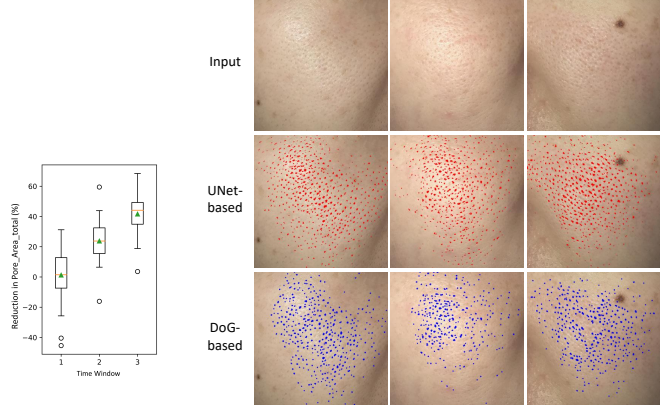 Input
UNet-
based
DoG-
based
Reduction in Pore_Area_total (%)
60
40
20
0
−20
−40
1 2 3
Time Window